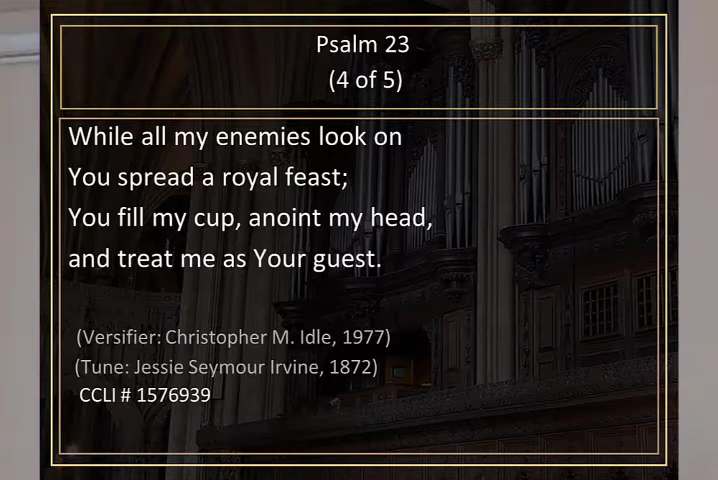 Psalm 23
(4 of 5)
While all my enemies look on
You spread a royal feast;
You fill my cup, anoint my head,
and treat me as Your guest.
(Versifier: Christopher M. Idle, 1977)
(Tune: Jessie Seymour Irvine, 1872)
CCLI # 1576939